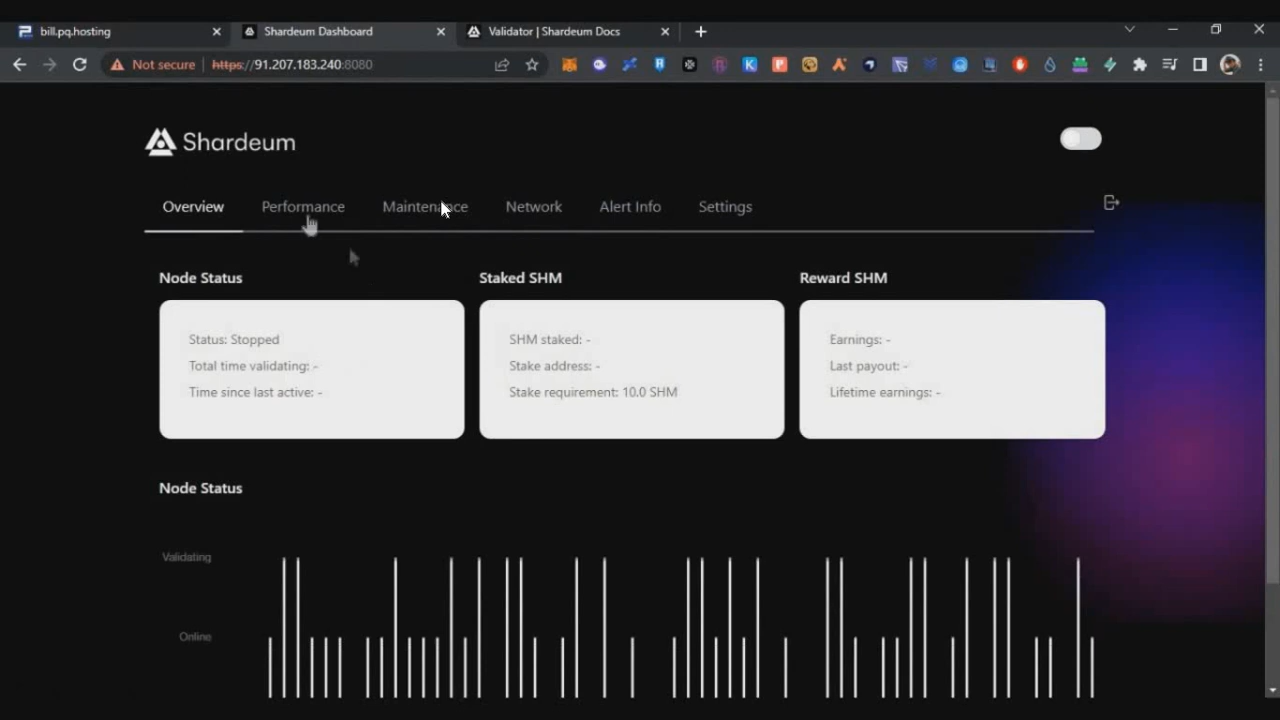 bill.pq.hosting
Shardeum Dashboard
Validator | Shardeum Docs
Not secure | https://91.207.183.240:8080
Shardeum
Overview Performance Maintenance Network Alert Info Settings
Node Status
Status: Stopped
Total time validating: -
Time since last active: -
Staked SHM
SHM staked: -
Stake address: -
Stake requirement: 10.0 SHM
Reward SHM
Earnings: -
Last payout: -
Lifetime earnings: -
Node Status
Validating
Online